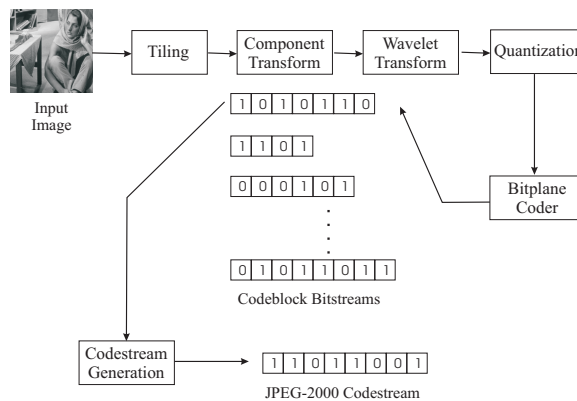 Input
Image
Tiling
Component
Transform
Wavelet
Transform
Quantization
Bitplane
Coder
1 0 1 0 1 1 0
1 1 0 1
0 0 0 1 0 1
0 1 0 1 1 0 1 1
Codeblock Bitstreams
Codestream
Generation
1 1 0 1 1 0 0 1
JPEG-2000 Codestream